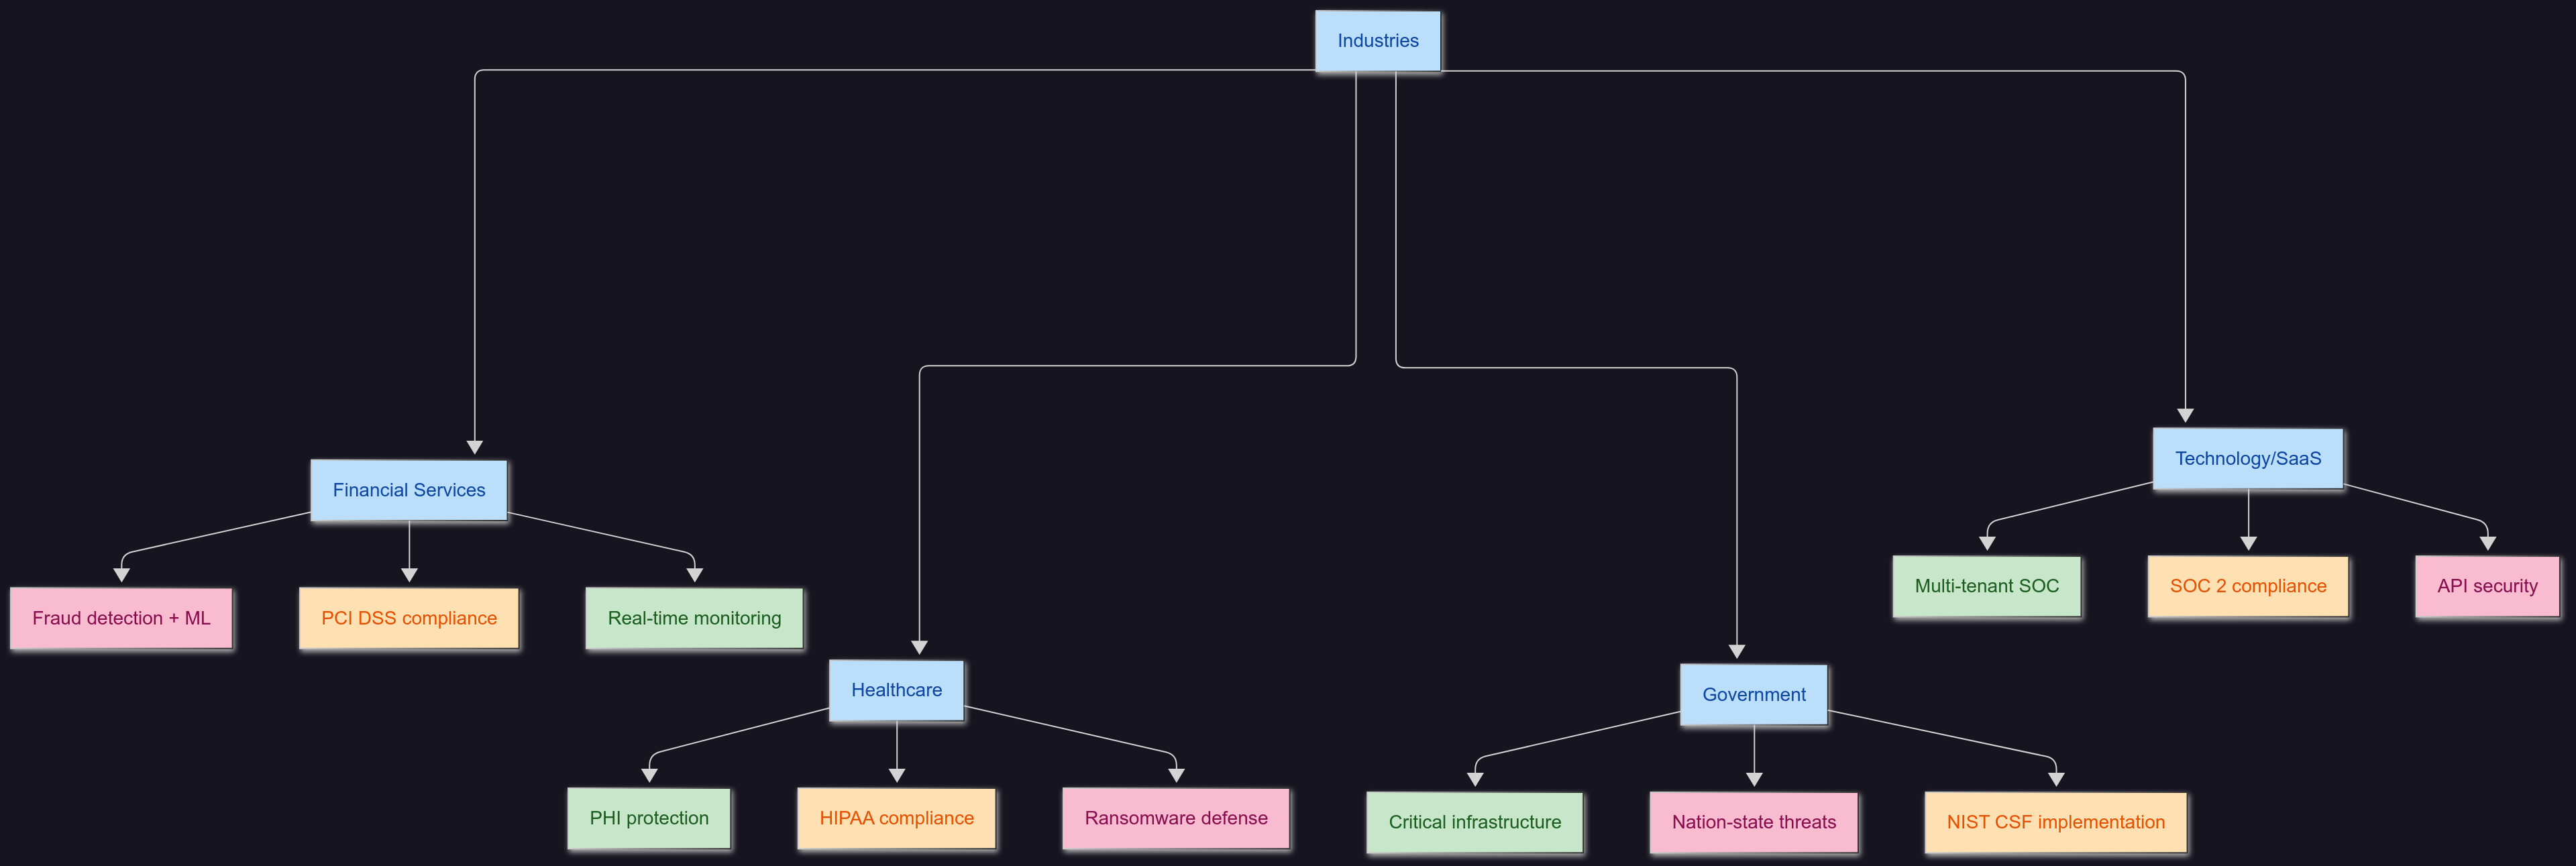 Industries
Financial Services
Fraud detection + ML
PCI DSS compliance
Real-time monitoring
Healthcare
PHI protection
HIPAA compliance
Ransomware defense
Government
Critical infrastructure
Nation-state threats
NIST CSF implementation
Technology/SaaS
Multi-tenant SOC
SOC 2 compliance
API security